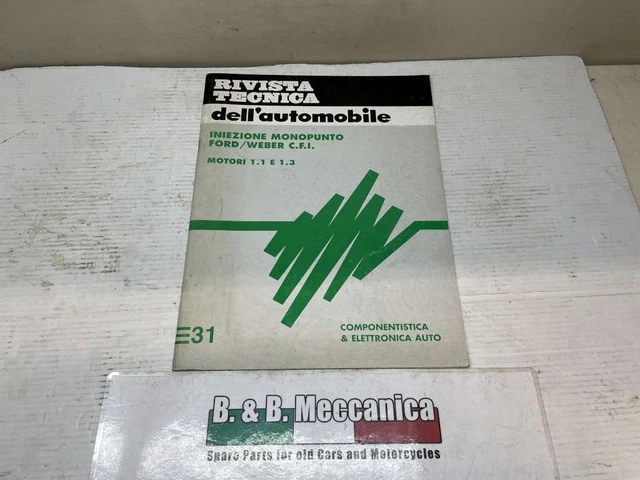 RIVISTA
TECNICA
dell'automobile
INIEZIONE MONOPUNTO
FORD/WEBER C.F.I.
MOTORI 1.1 E 1.3
E31
COMPONENTISTICA
& ELETTRONICA AUTO
B. & B. Meccanica
Spare Parts for old Cars and Motorcycles